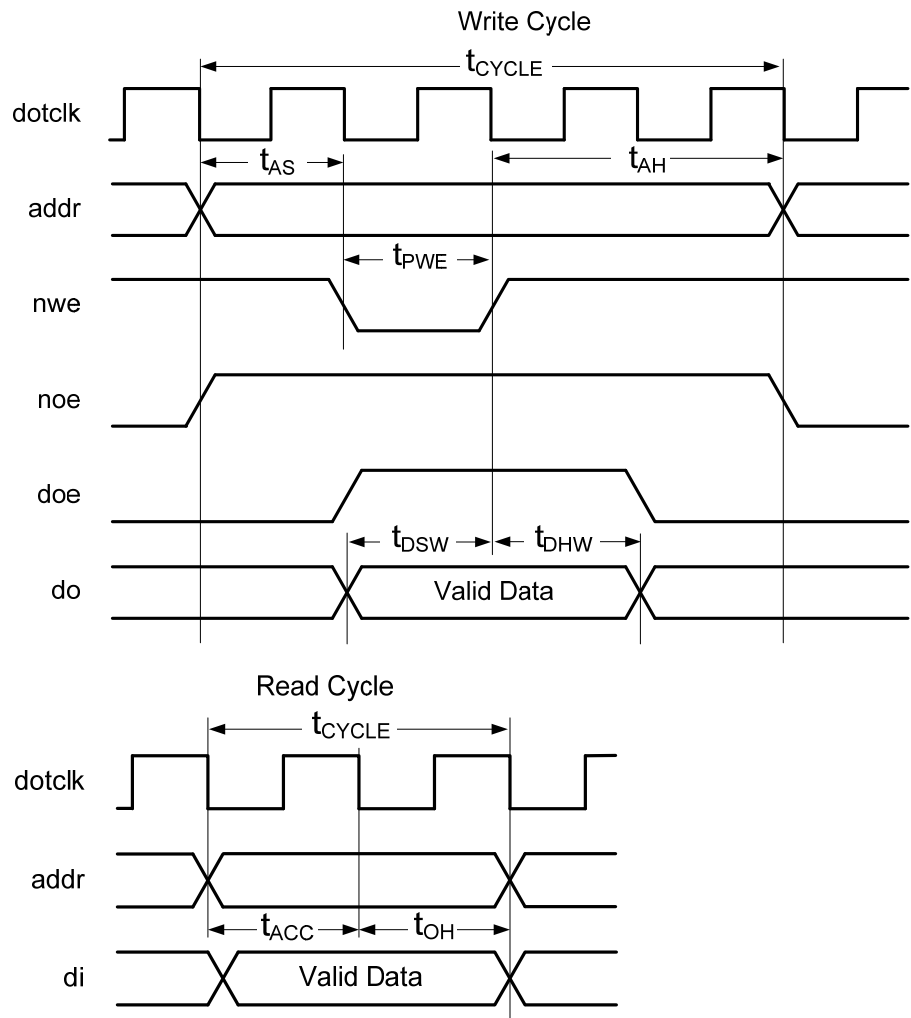 Write Cycle
tCYCLE
dotclk
tAS
tAH
addr
tPWE
nwe
noe
doe
tDSW
tDHW
do
Valid Data
Read Cycle
tCYCLE
dotclk
addr
tACC
tOH
di
Valid Data